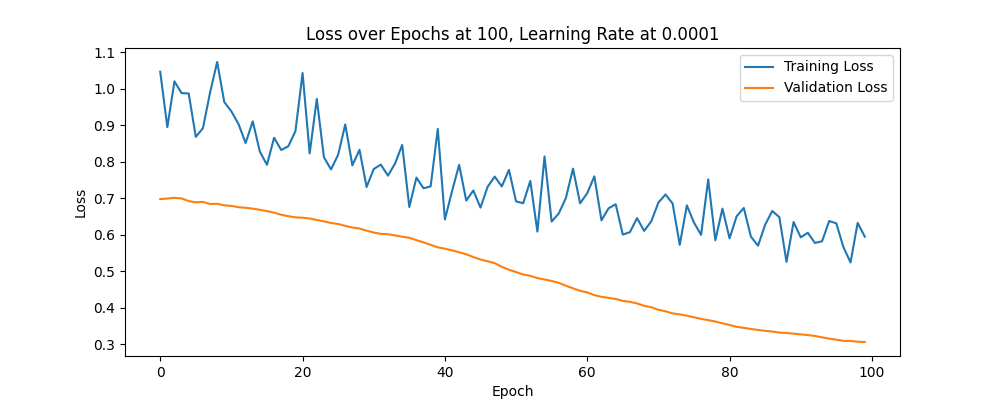 Loss over Epochs at 100, Learning Rate at 0.0001
1.1
1.0
0.9
0.8
0.7
0.6
0.5
0.4
0.3
Loss
Training Loss
Validation Loss
0 20 40 60 80 100
Epoch